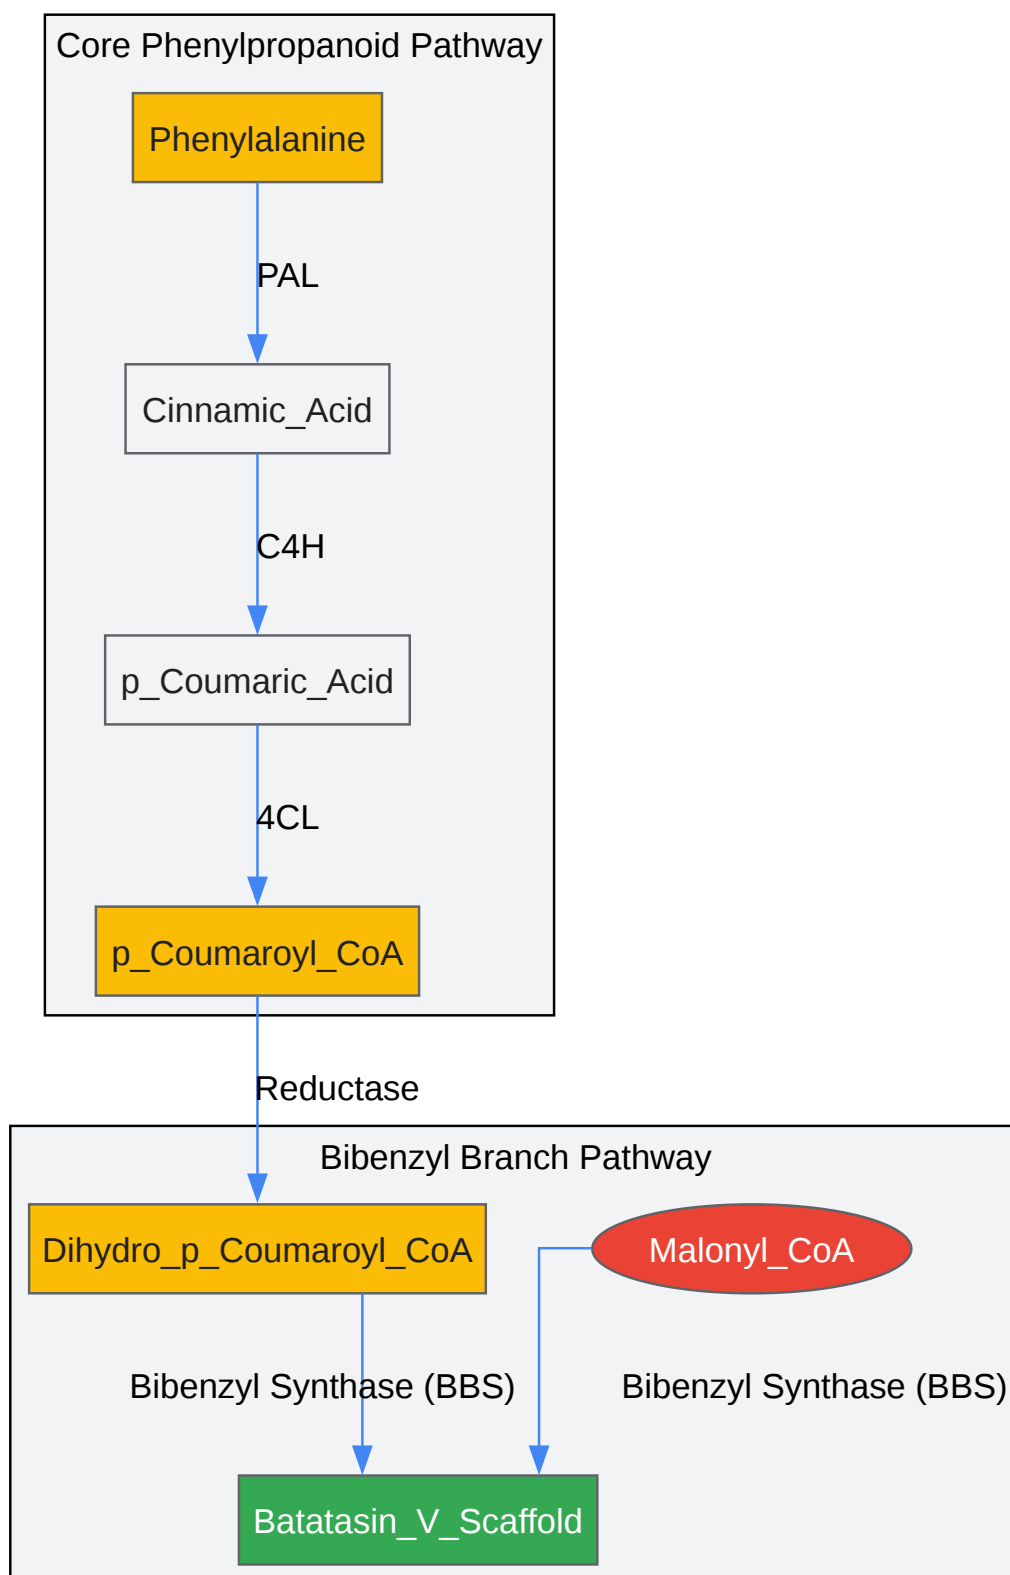 Core Phenylpropanoid Pathway
Phenylalanine
PAL
Cinnamic_Acid
C4H
p_Coumaric_Acid
4CL
p_Coumaroyl_CoA
Reductase
Bibenzyl Branch Pathway
Dihydro_p_Coumaroyl_CoA
Malonyl_CoA
Bibenzyl Synthase (BBS)
Bibenzyl Synthase (BBS)
Batatasin_V_Scaffold